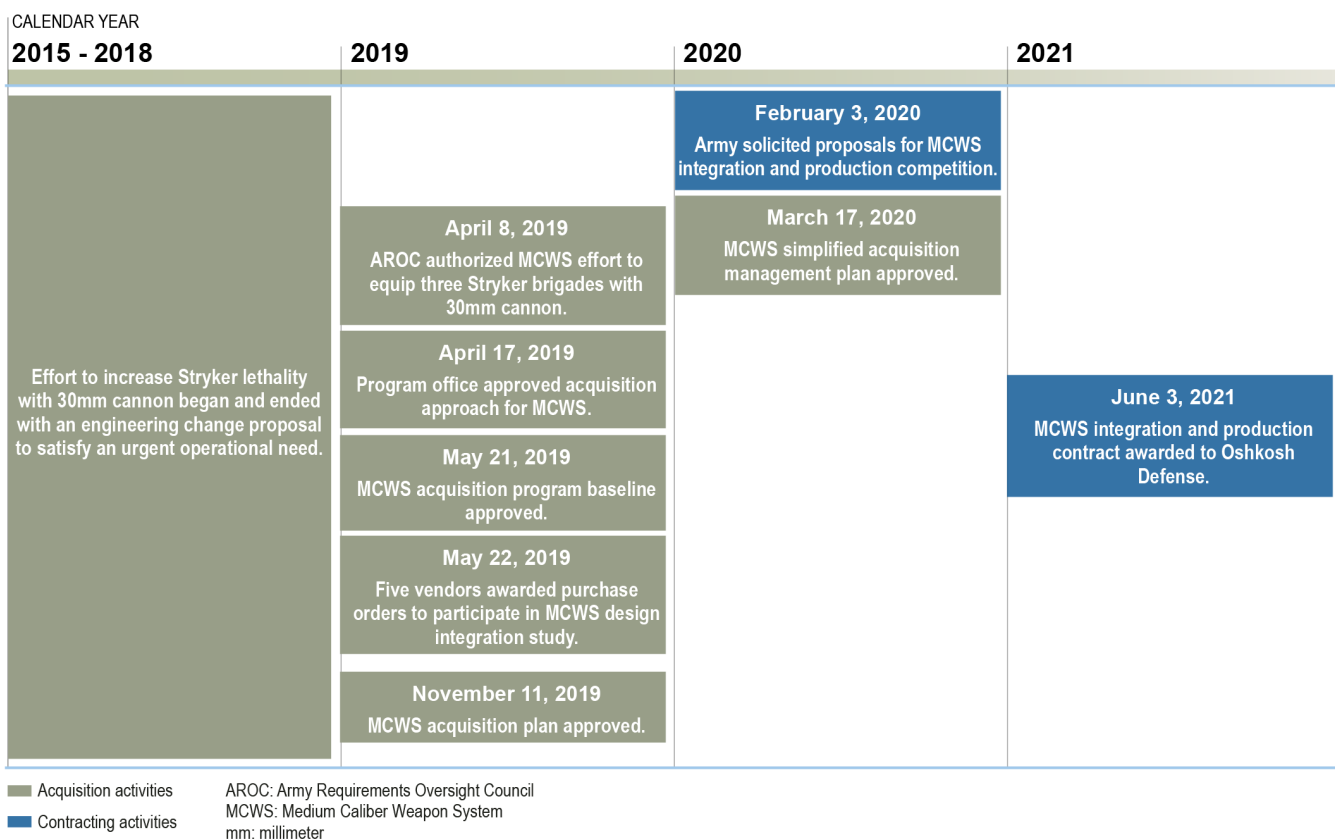 CALENDAR YEAR
2015 - 2018
2019
2020
2021
Effort to increase Stryker lethality
with 30mm cannon began and ended
with an engineering change proposal
to satisfy an urgent operational need.
April 8, 2019
AROC authorized MCWS effort to
equip three Stryker brigades with
30mm cannon.
April 17, 2019
Program office approved acquisition
approach for MCWS.
May 21, 2019
MCWS acquisition program baseline
approved.
May 22, 2019
Five vendors awarded purchase
orders to participate in MCWS design
integration study.
November 11, 2019
MCWS acquisition plan approved.
February 3, 2020
Army solicited proposals for MCWS
integration and production competition.
March 17, 2020
MCWS simplified acquisition
management plan approved.
June 3, 2021
MCWS integration and production
contract awarded to Oshkosh
Defense.
Acquisition activities
Contracting activities
AROC: Army Requirements Oversight Council
MCWS: Medium Caliber Weapon System
mm: millimeter